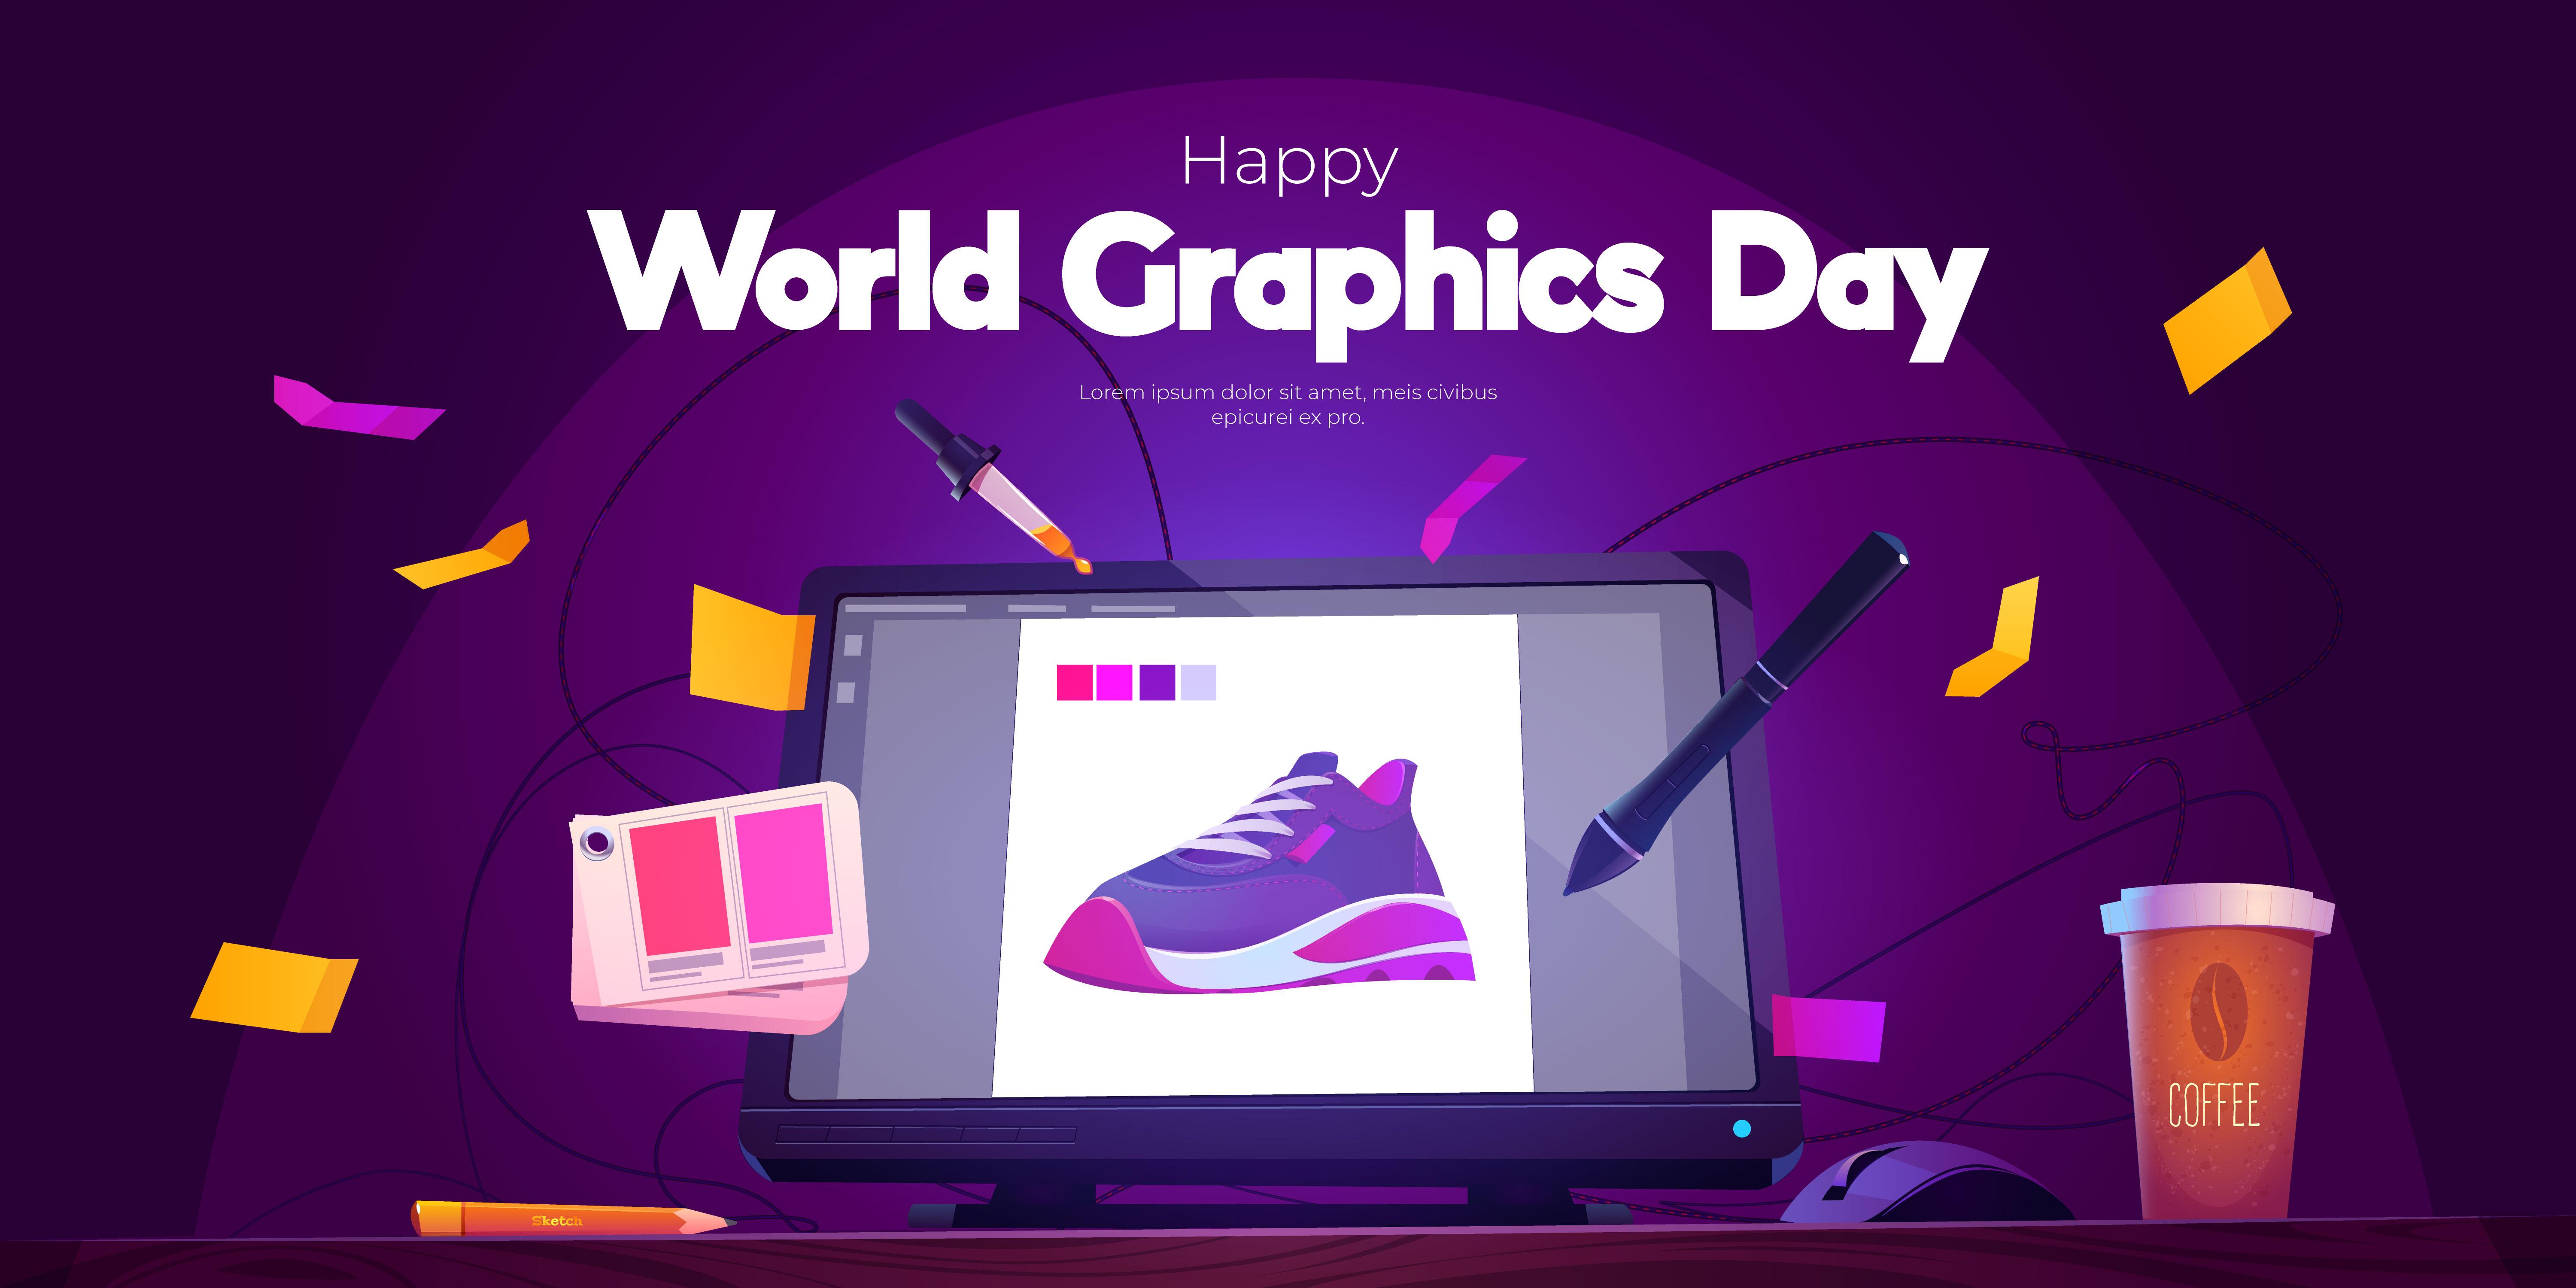 Happy
World Graphics Day
Lorem ipsum dolor sit amet, meis civibus
epicurei ex pro.
COFFEE
Sketch